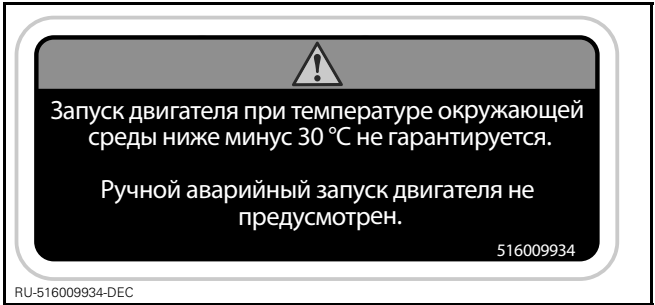 Запуск двигателя при температуре окружающей
среды ниже минус 30 °C не гарантируется.
Ручной аварийный запуск двигателя не
предусмотрен.
516009934
RU-516009934-DEC